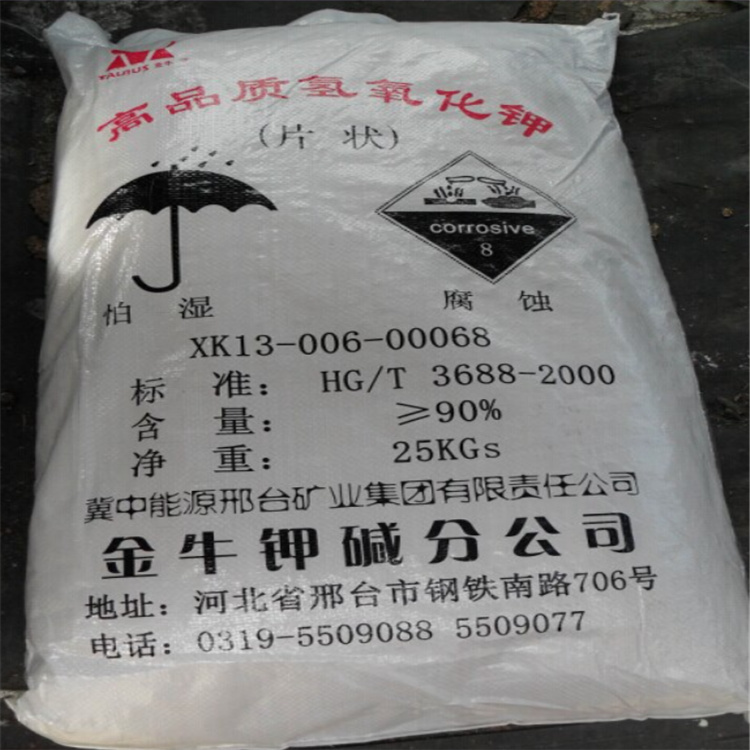 TAURUS 金牛
高品质氢氧化钾
(片 状)
corrosive
8
怕 湿 腐 蚀
XK13-006-00068
标 准: HG/T 3688-2000
含 量: ≥90%
净 重: 25KGs
冀中能源邢台矿业集团有限责任公司
金牛钾碱分公司
地址: 河北省邢台市钢铁南路706号
电话: 0319-5509088 5509077